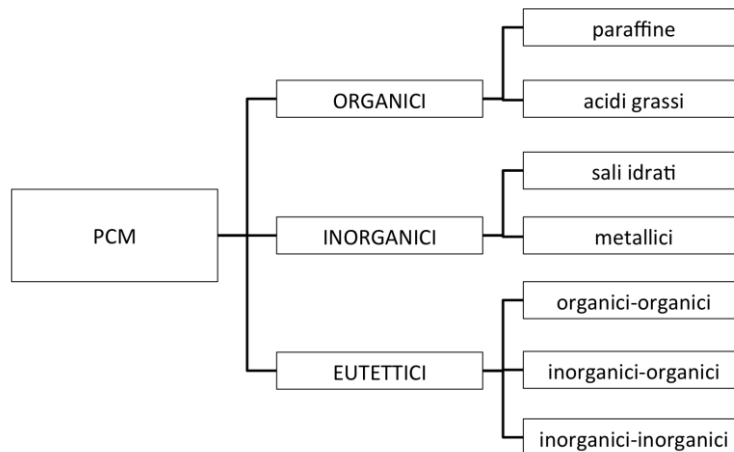 PCM
ORGANICI
paraffine
acidi grassi
INORGANICI
sali idrati
metallici
EUTETTICI
organici-organici
inorganici-organici
inorganici-inorganici